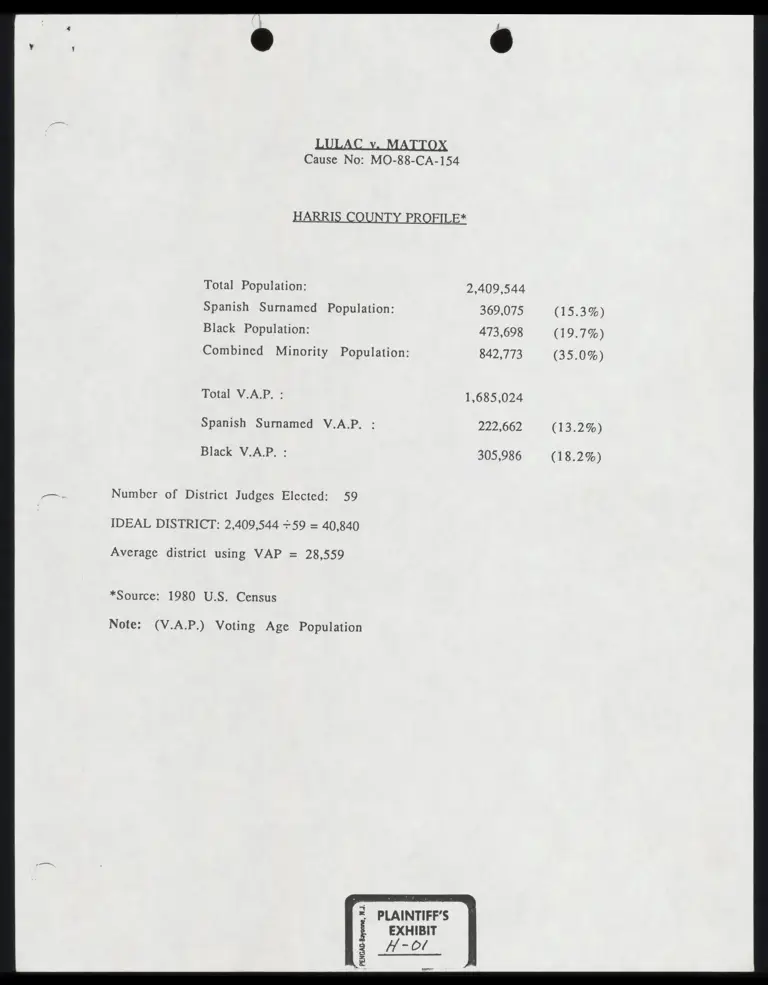 LULAC v. MATTOX
Cause No: MO-88-CA-154
HARRIS COUNTY PROFILE*
Total Population: 2,409,544
Spanish Surnamed Population: 369,075 (15.3%)
Black Population: 473,698 (19.7%)
Combined Minority Population: 842,773 (35.0%)
Total V.A.P. : 1,685,024
Spanish Surnamed V.A.P. : 222,662 (13.2%)
Black V.A.P. : 305,986 (18.2%)
Number of District Judges Elected: 59
IDEAL DISTRICT: 2,409,544 ÷59 = 40,840
Average district using VAP = 28,559
*Source: 1980 U.S. Census
Note: (V.A.P.) Voting Age Population
PENGAD-Bayonne, N.J.
PLAINTIFF'S
EXHIBIT
H-01